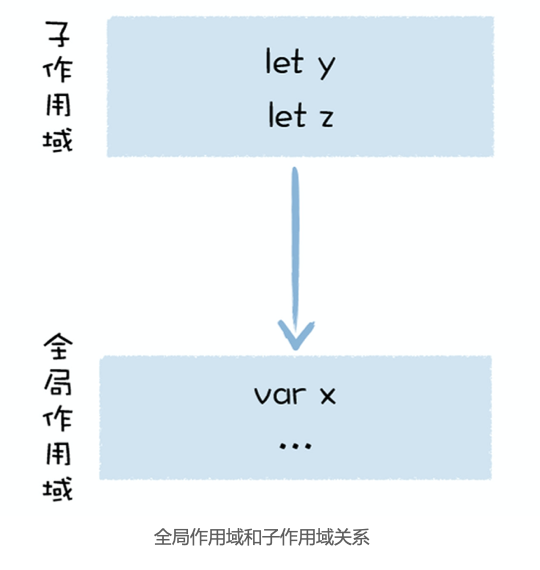 子作用域
let y
let z
全局作用域
var x
...
全局作用域和子作用域关系